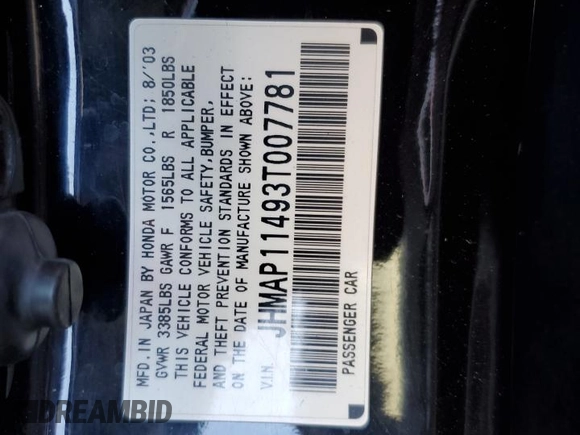 MFD. IN JAPAN BY HONDA MOTOR CO.,LTD; 8/'03
GVWR 3385LBS GAWR F 1565LBS R 1850LBS
THIS VEHICLE CONFORMS TO ALL APPLICABLE
FEDERAL MOTOR VEHICLE SAFETY, BUMPER,
AND THEFT PREVENTION STANDARDS IN EFFECT
ON THE DATE OF MANUFACTURE SHOWN ABOVE:
V.I.N. JHMAP11493T007781
PASSENGER CAR
DREAMBID